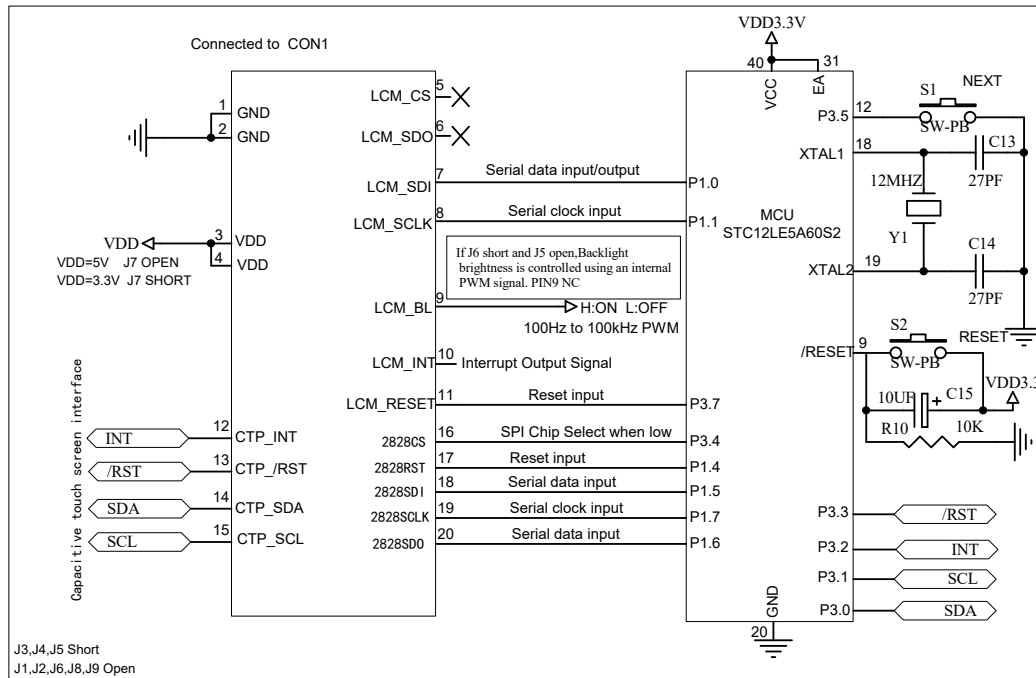 Connected to CON1
1 GND
2 GND
3 VDD
4 VDD
VDD
VDD=5V J7 OPEN
VDD=3.3V J7 SHORT
Capacitive touch screen interface
INT 12 CTP_INT
/RST 13 CTP_/RST
SDA 14 CTP_SDA
SCL 15 CTP_SCL
LCM_CS 5
LCM_SDO 6
LCM_SDI 7 Serial data input/output P1.0
LCM_SCLK 8 Serial clock input P1.1
If J6 short and J5 open,Backlight
brightness is controlled using an internal
PWM signal. PIN9 NC
LCM_BL 9 H:ON L:OFF
100Hz to 100kHz PWM
LCM_INT 10 Interrupt Output Signal
LCM_RESET 11 Reset input P3.7
2828CS 16 SPI Chip Select when low P3.4
2828RST 17 Reset input P1.4
2828SDI 18 Serial data input P1.5
2828SCLK 19 Serial clock input P1.7
2828SDO 20 Serial data input P1.6
VDD3.3V
40 31
VCC EA
MCU
STC12LE5A60S2
P3.5 12 S1 NEXT
SW-PB
XTAL1 18 C13
12MHZ 27PF
Y1
C14
XTAL2 19
27PF
S2
/RESET 9 RESET
SW-PB
VDD3.3
10UF + C15
R10 10K
P3.3 /RST
P3.2 INT
P3.1 SCL
P3.0 SDA
GND
20
J3,J4,J5 Short
J1,J2,J6,J8,J9 Open